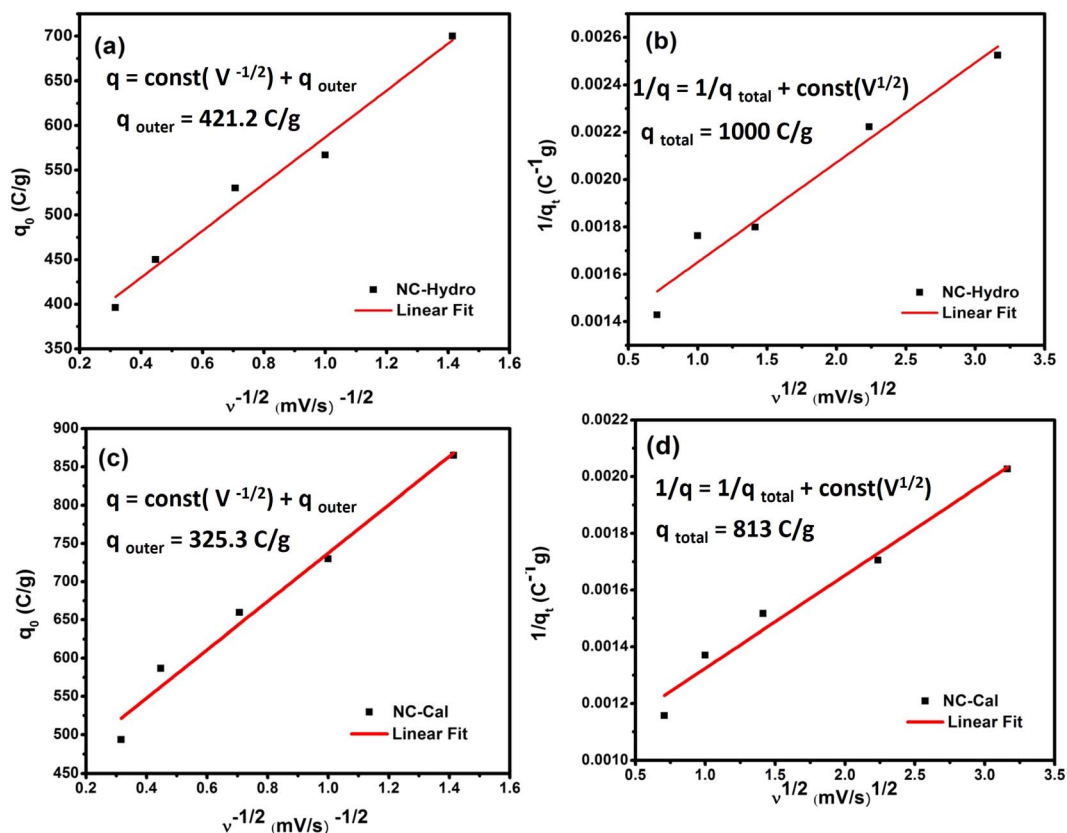 (a)
q = const( V -1/2) + q outer
q outer = 421.2 C/g
NC-Hydro
Linear Fit
q0 (C/g)
700
650
600
550
500
450
400
350
0.2 0.4 0.6 0.8 1.0 1.2 1.4 1.6
ν-1/2 (mV/s) -1/2
(b)
1/q = 1/q total + const(V1/2)
q total = 1000 C/g
NC-Hydro
Linear Fit
1/qt (C-1g)
0.0026
0.0024
0.0022
0.0020
0.0018
0.0016
0.0014
0.0012
0.5 1.0 1.5 2.0 2.5 3.0 3.5
ν1/2 (mV/s)1/2
(c)
q = const( V -1/2) + q outer
q outer = 325.3 C/g
NC-Cal
Linear Fit
q0 (C/g)
900
850
800
750
700
650
600
550
500
450
0.2 0.4 0.6 0.8 1.0 1.2 1.4 1.6
ν-1/2 (mV/s) -1/2
(d)
1/q = 1/q total + const(V1/2)
q total = 813 C/g
NC-Cal
Linear Fit
1/qt (C-1g)
0.0022
0.0020
0.0018
0.0016
0.0014
0.0012
0.0010
0.5 1.0 1.5 2.0 2.5 3.0 3.5
ν1/2 (mV/s)1/2